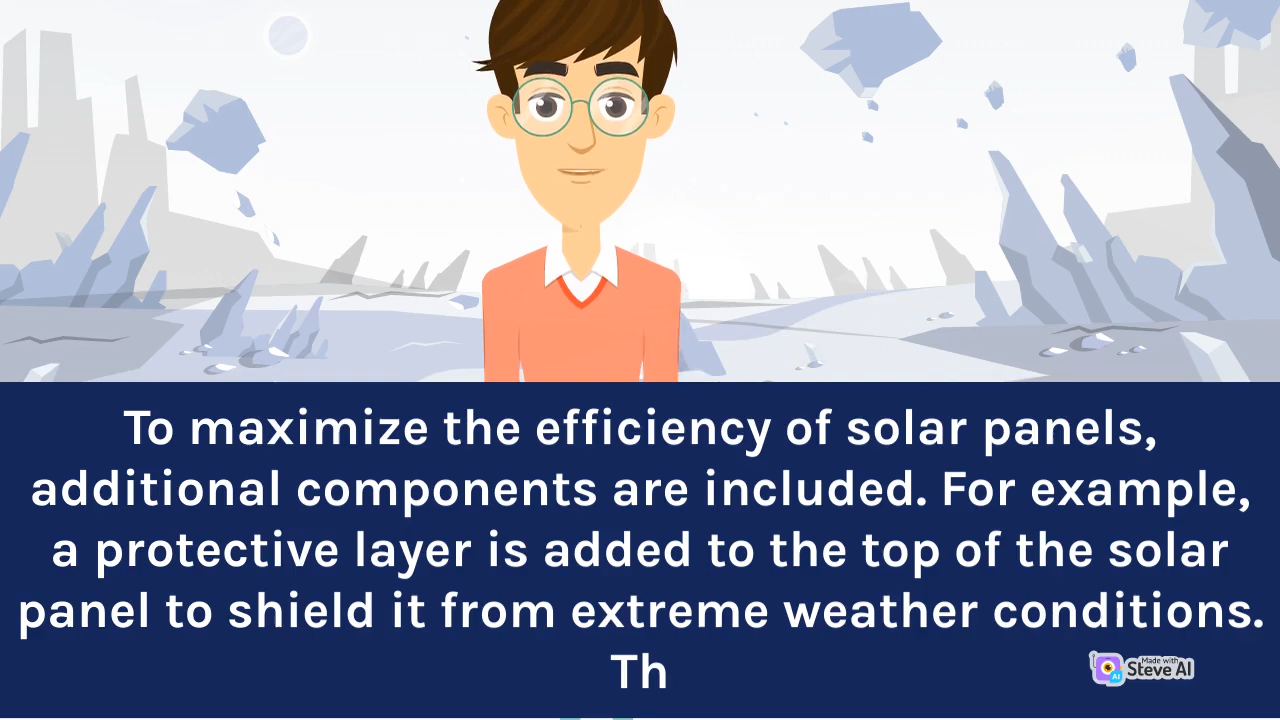 To maximize the efficiency of solar panels,
additional components are included. For example,
a protective layer is added to the top of the solar
panel to shield it from extreme weather conditions.
Th
Made with
Steve AI
AI